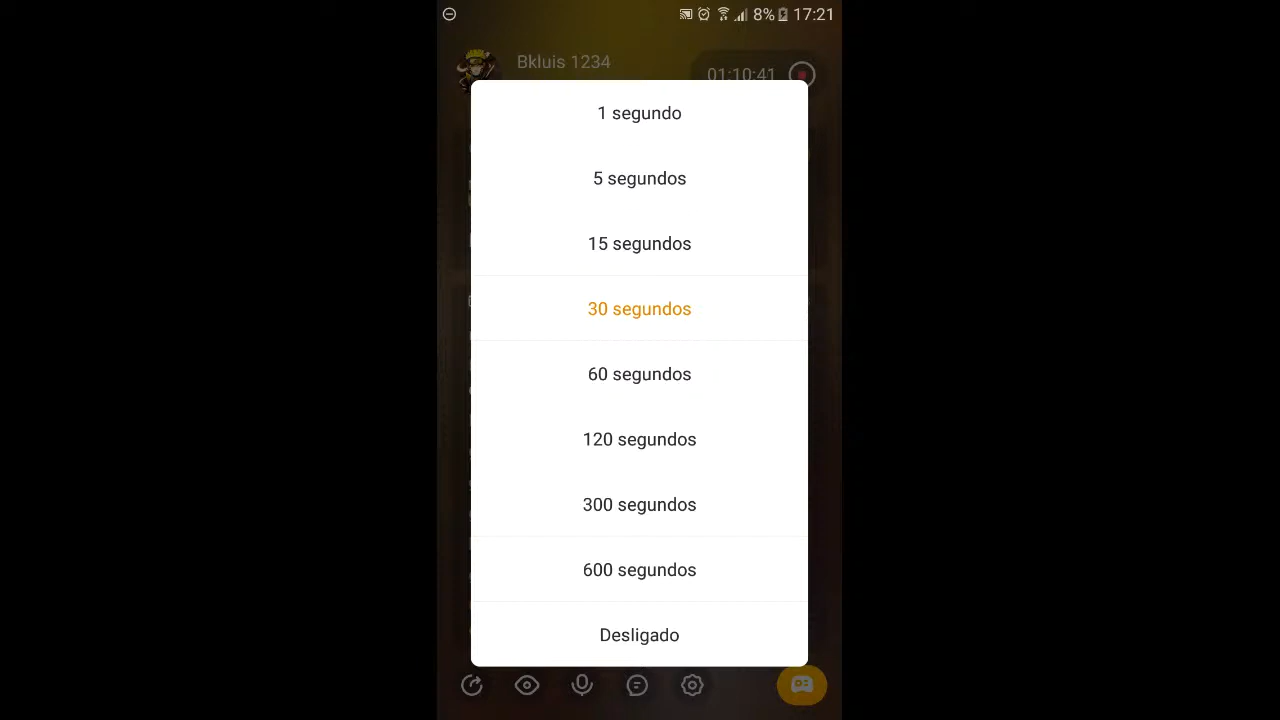 8% 17:21
Bkluis 1234
01:10:41
1 segundo
5 segundos
15 segundos
30 segundos
60 segundos
120 segundos
300 segundos
600 segundos
Desligado